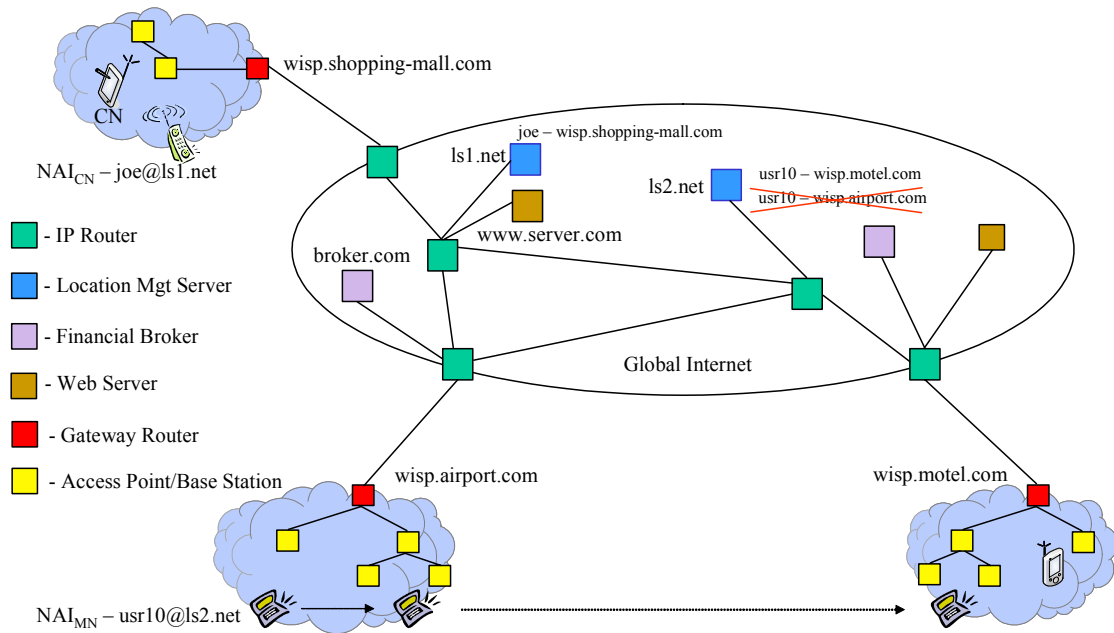 wisp.shopping-mall.com
CN
NAI_CN – joe@ls1.net
joe – wisp.shopping-mall.com
ls1.net
www.server.com
broker.com
ls2.net
usr10 – wisp.motel.com
usr10 – wisp.airport.com
Global Internet
- IP Router
- Location Mgt Server
- Financial Broker
- Web Server
- Gateway Router
- Access Point/Base Station
wisp.airport.com
wisp.motel.com
NAI_MN – usr10@ls2.net